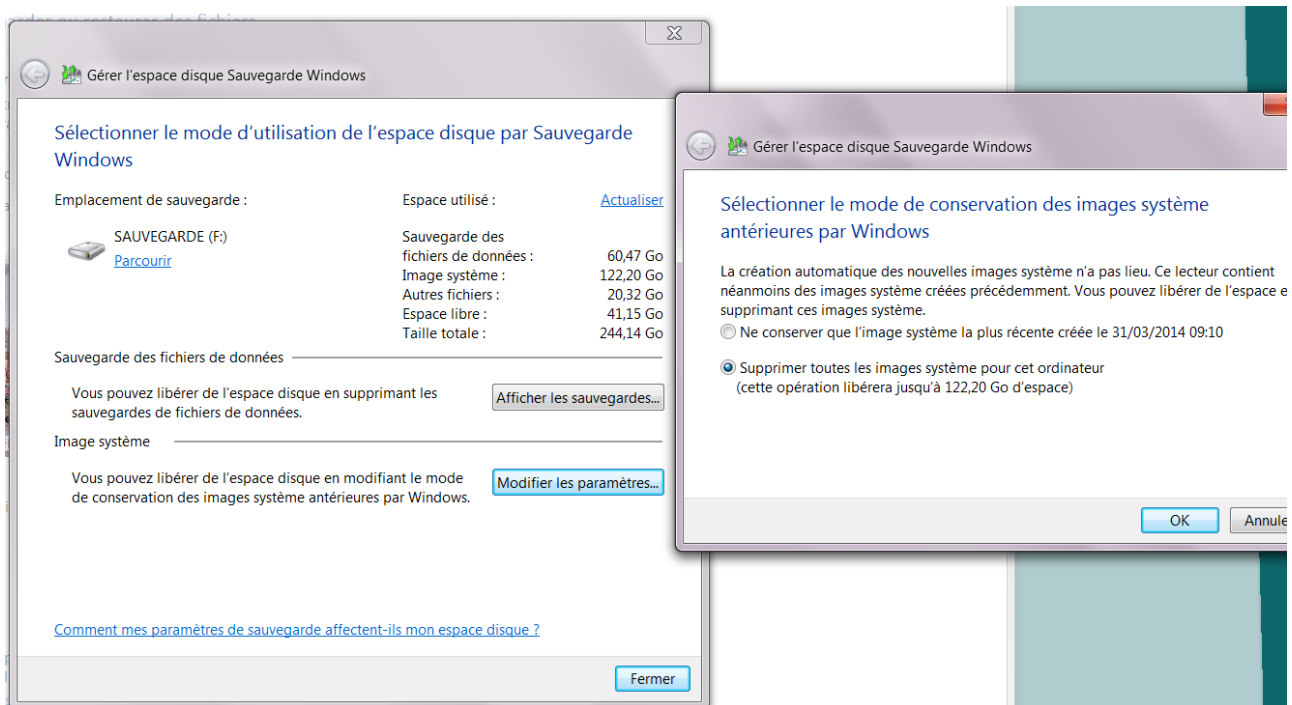 Gérer l'espace disque Sauvegarde Windows
Sélectionner le mode d'utilisation de l'espace disque par Sauvegarde
Windows
Emplacement de sauvegarde :
Espace utilisé :
Actualiser
SAUVEGARDE (F:)
Parcourir
Sauvegarde des
fichiers de données : 60,47 Go
Image système : 122,20 Go
Autres fichiers : 20,32 Go
Espace libre : 41,15 Go
Taille totale : 244,14 Go
Sauvegarde des fichiers de données
Vous pouvez libérer de l'espace disque en supprimant les
sauvegardes de fichiers de données.
Afficher les sauvegardes...
Image système
Vous pouvez libérer de l'espace disque en modifiant le mode
de conservation des images système antérieures par Windows.
Modifier les paramètres...
Comment mes paramètres de sauvegarde affectent-ils mon espace disque ?
Fermer
Gérer l'espace disque Sauvegarde Windows
Sélectionner le mode de conservation des images système
antérieures par Windows
La création automatique des nouvelles images système n'a pas lieu. Ce lecteur contient
néanmoins des images système créées précédemment. Vous pouvez libérer de l'espace e
supprimant ces images système.
Ne conserver que l'image système la plus récente créée le 31/03/2014 09:10
Supprimer toutes les images système pour cet ordinateur
(cette opération libérera jusqu'à 122,20 Go d'espace)
OK
Annule